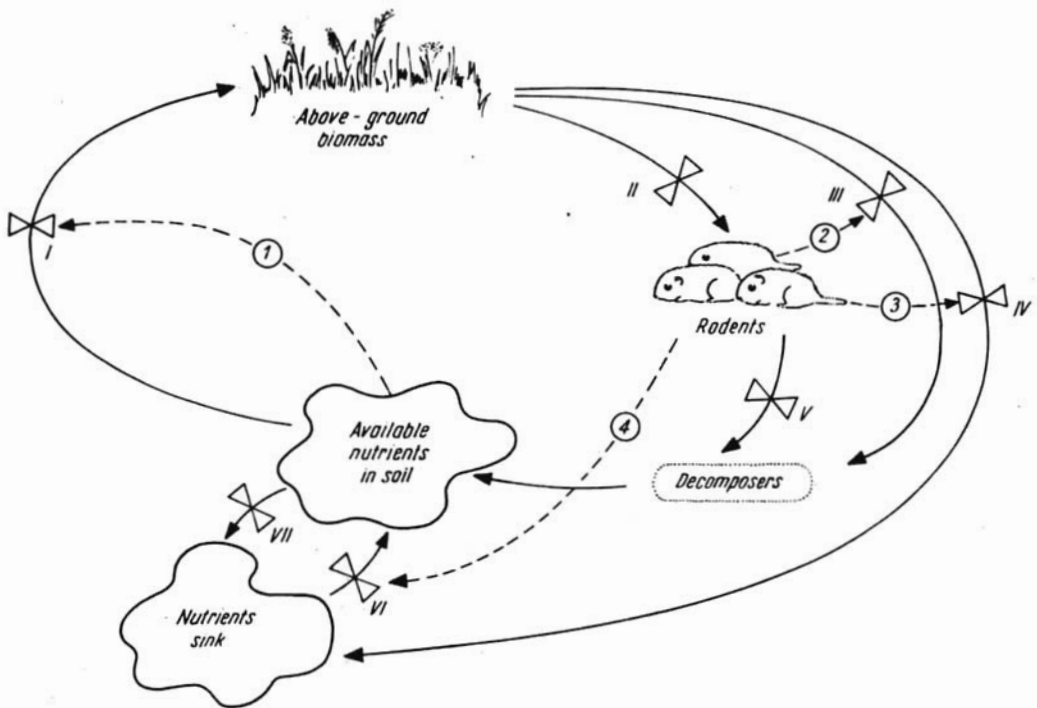 Above - ground
biomass
II
III
2
I
1
3
IV
Rodents
V
4
Available
nutrients
in soil
Decomposers
VII
VI
Nutrients
sink